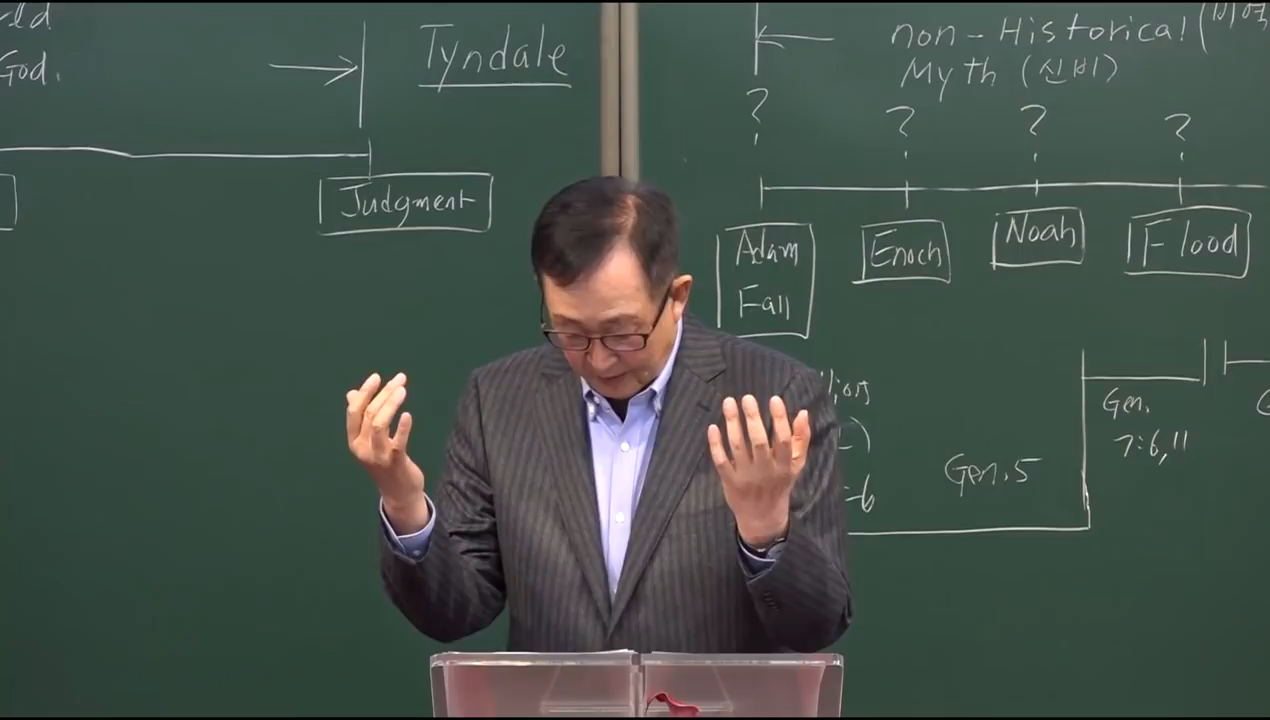 God.
Tyndale
Judgment
non-Historical (
Myth (신비)
? ? ? ?
Adam
Fall
Enoch
Noah
Flood
Gen. 5
Gen.
7:6,11